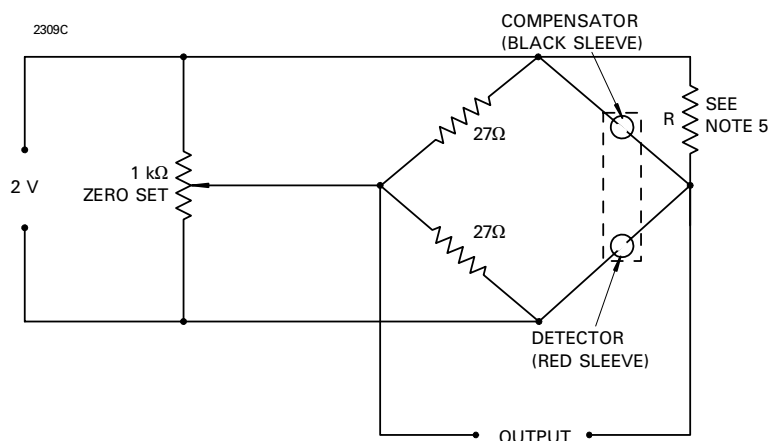 2309C
COMPENSATOR
(BLACK SLEEVE)
27Ω
R
SEE
NOTE 5
1 kΩ
ZERO SET
2 V
27Ω
DETECTOR
(RED SLEEVE)
OUTPUT